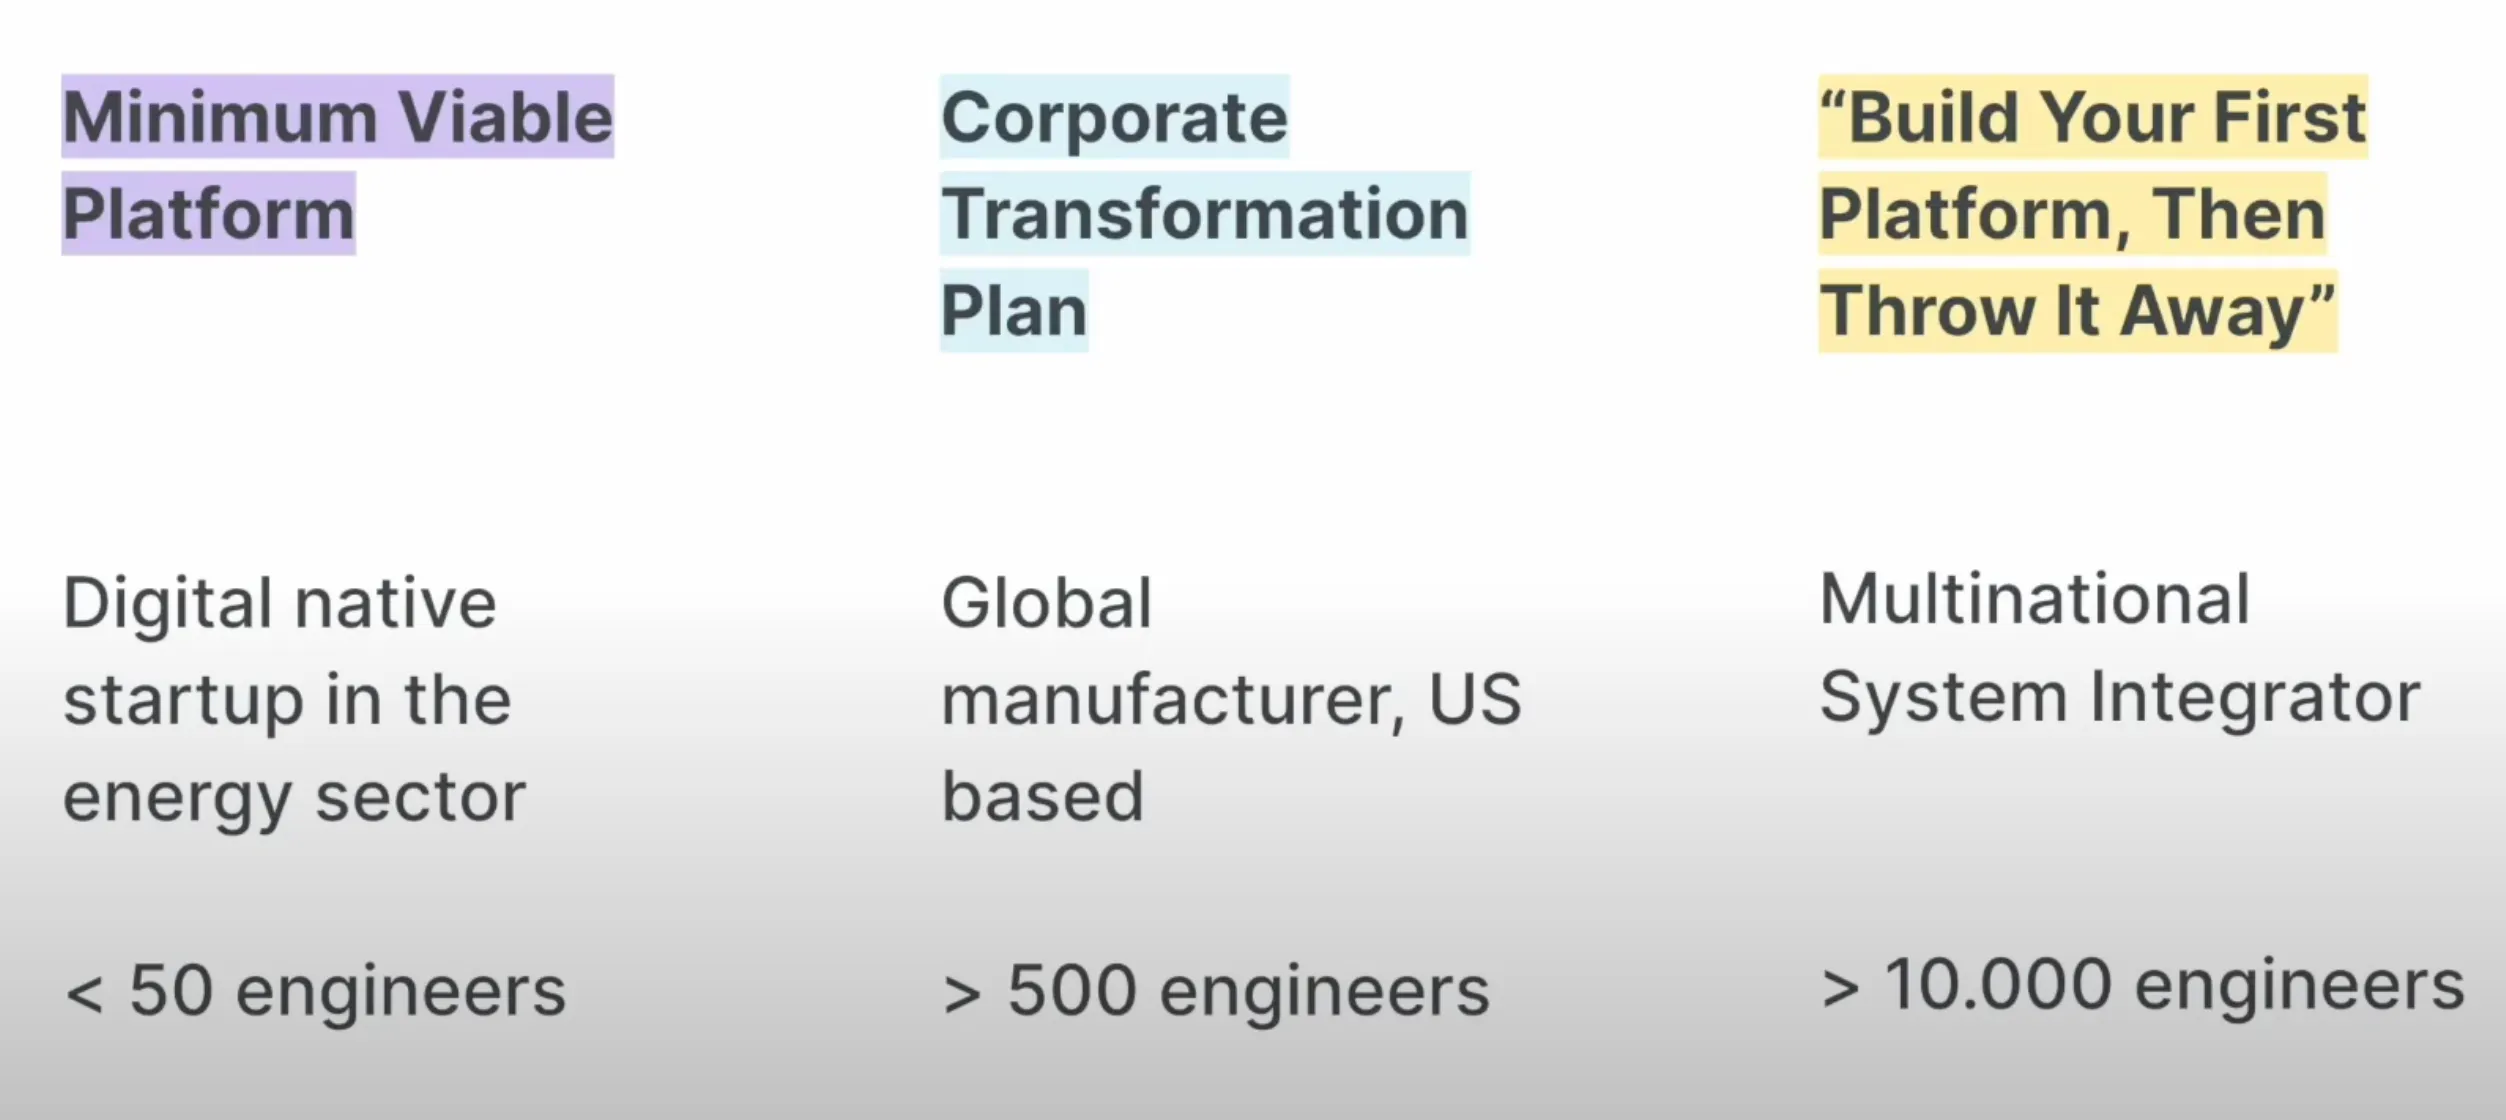 Minimum Viable
Platform
Corporate
Transformation
Plan
“Build Your First
Platform, Then
Throw It Away”
Digital native
startup in the
energy sector
Global
manufacturer, US
based
Multinational
System Integrator
< 50 engineers
> 500 engineers
> 10.000 engineers